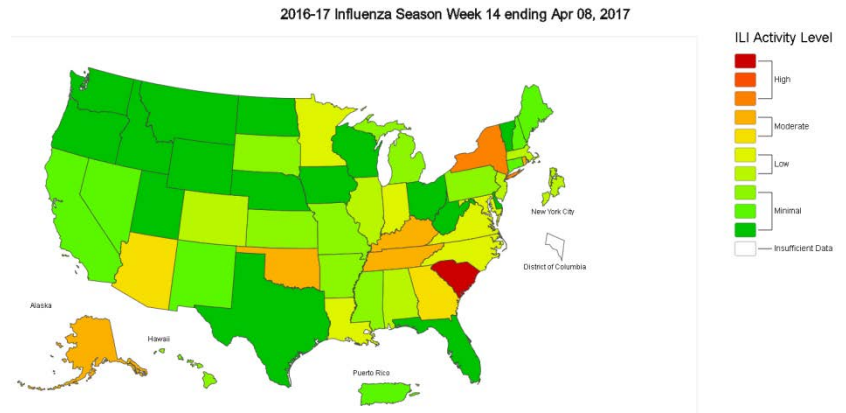 2016-17 Influenza Season Week 14 ending Apr 08, 2017
ILI Activity Level
High
Moderate
Low
Minimal
Insufficient Data
New York City
District of Columbia
Alaska
Hawaii
Puerto Rico